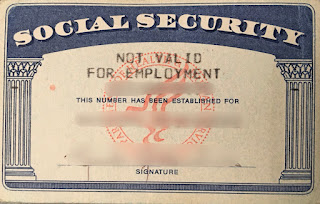 SOCIAL SECURITY
NOT VALID
FOR EMPLOYMENT
THIS NUMBER HAS BEEN ESTABLISHED FOR
SIGNATURE